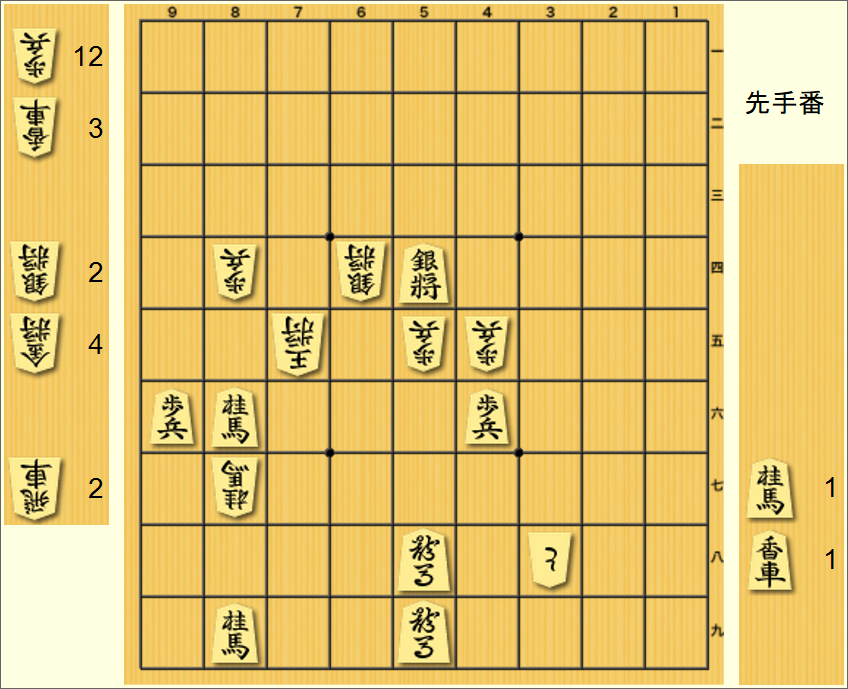 9 8 7 6 5 4 3 2 1
一
二
三
四
五
六
七
八
九
先手番
歩兵 12
香車 3
銀将 2
金将 4
飛車 2
歩兵 銀将 銀将
王将 歩兵 歩兵
歩兵 桂馬 歩兵
桂馬
龍馬 と
桂馬 龍馬
桂馬 1
香車 1